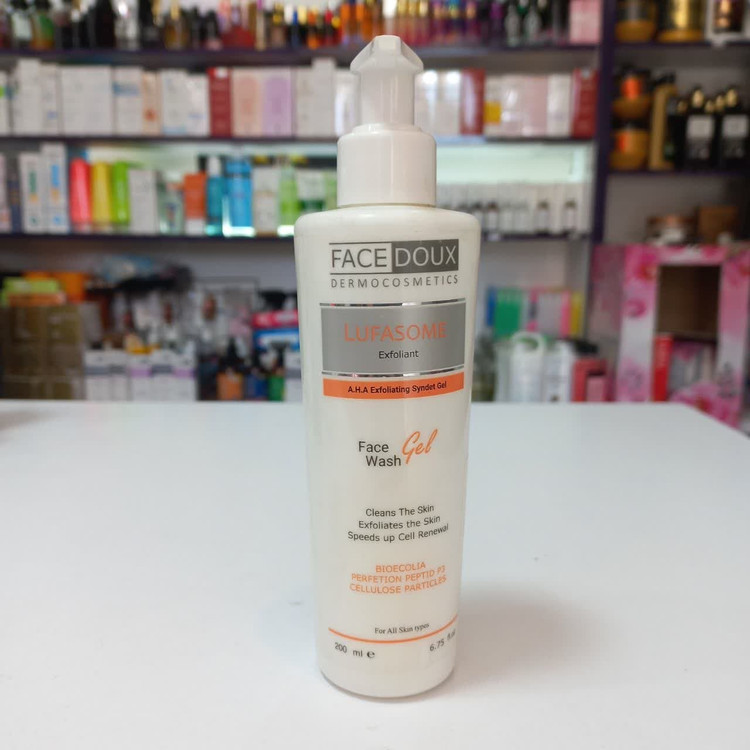 FACEDOUX
DERMOCOSMETICS
LUFASOME
Exfoliant
A.H.A Exfoliating Syndet Gel
Face Gel
Wash
Cleans The Skin
Exfoliates the Skin
Speeds up Cell Renewal
BIOECOLIA
PERFETION PEPTID P3
CELLULOSE PARTICLES
For All Skin types
200 ml e 6.75 fl.